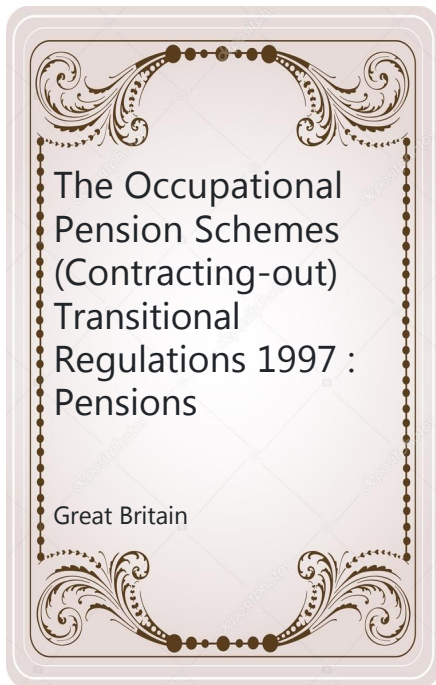 The Occupational
Pension Schemes
(Contracting-out)
Transitional
Regulations 1997 :
Pensions
Great Britain